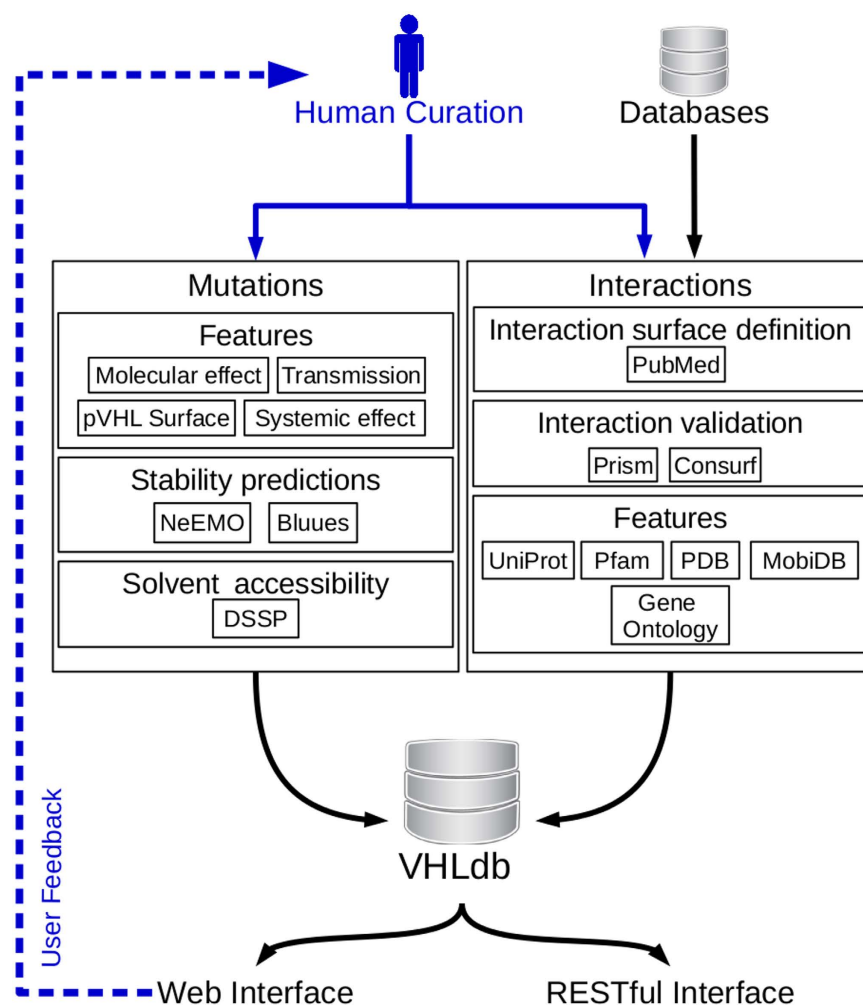 Human Curation
Databases
Mutations
Features
Molecular effect
Transmission
pVHL Surface
Systemic effect
Stability predictions
NeEMO
Bluues
Solvent accessibility
DSSP
Interactions
Interaction surface definition
PubMed
Interaction validation
Prism
Consurf
Features
UniProt
Pfam
PDB
MobiDB
Gene
Ontology
VHLdb
User Feedback
Web Interface
RESTful Interface